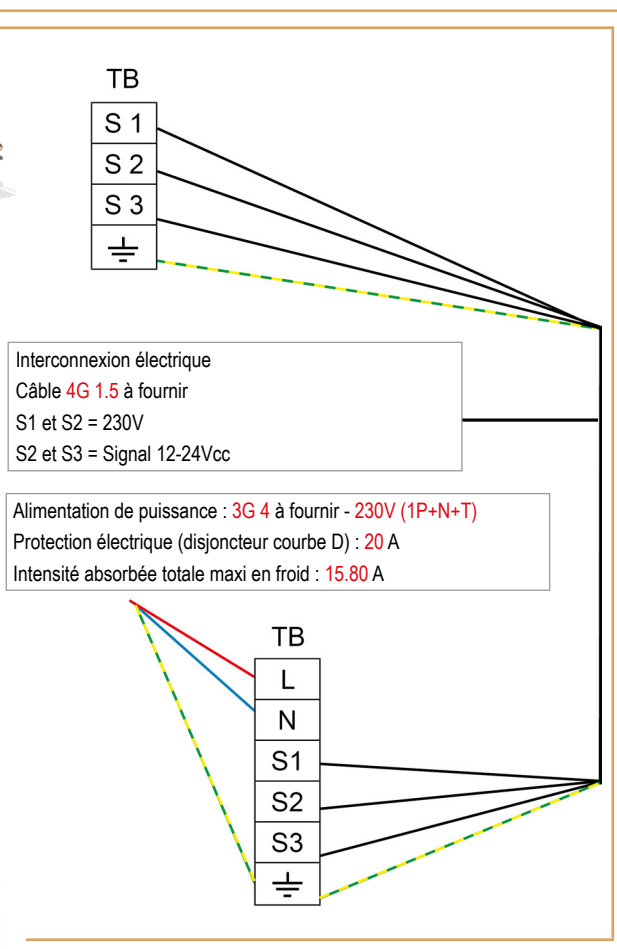 TB
S 1
S 2
S 3
Interconnexion électrique
Câble 4G 1.5 à fournir
S1 et S2 = 230V
S2 et S3 = Signal 12-24Vcc
Alimentation de puissance : 3G 4 à fournir - 230V (1P+N+T)
Protection électrique (disjoncteur courbe D) : 20 A
Intensité absorbée totale maxi en froid : 15.80 A
TB
L
N
S1
S2
S3